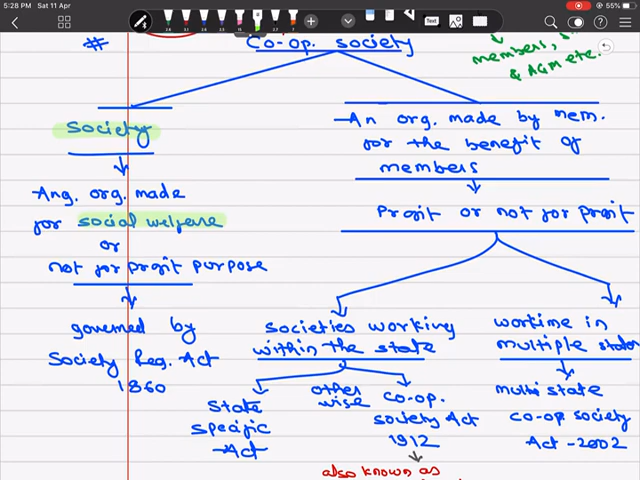 5:28 PM Sat 11 Apr
55%
Text
# Co-op. society
members,
& AGM etc.
Society
Any. org. made
for social welfare
or
not for profit purpose
governed by
Society Reg. Act
1860
An org. made by mem.
for the benefit of
members
Profit or not for profit
Societies working
within the state
State
specific
Act
other
wise
co-op.
society Act
1912
also known as
working in
multiple states
multi state
co-op society
Act - 2002